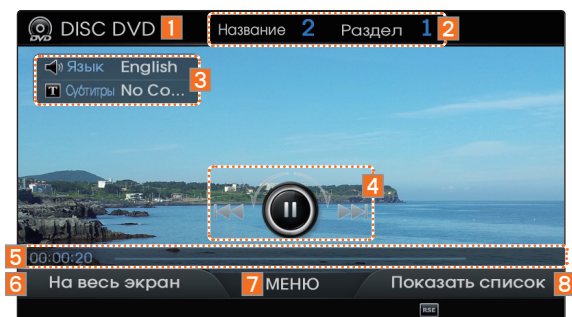 DVD DISC DVD 1 Название 2 Раздел 1 2
Язык English
3
T Субтитры No Co...
4
5 00:00:20
6 На весь экран 7 МЕНЮ Показать список 8
RSE